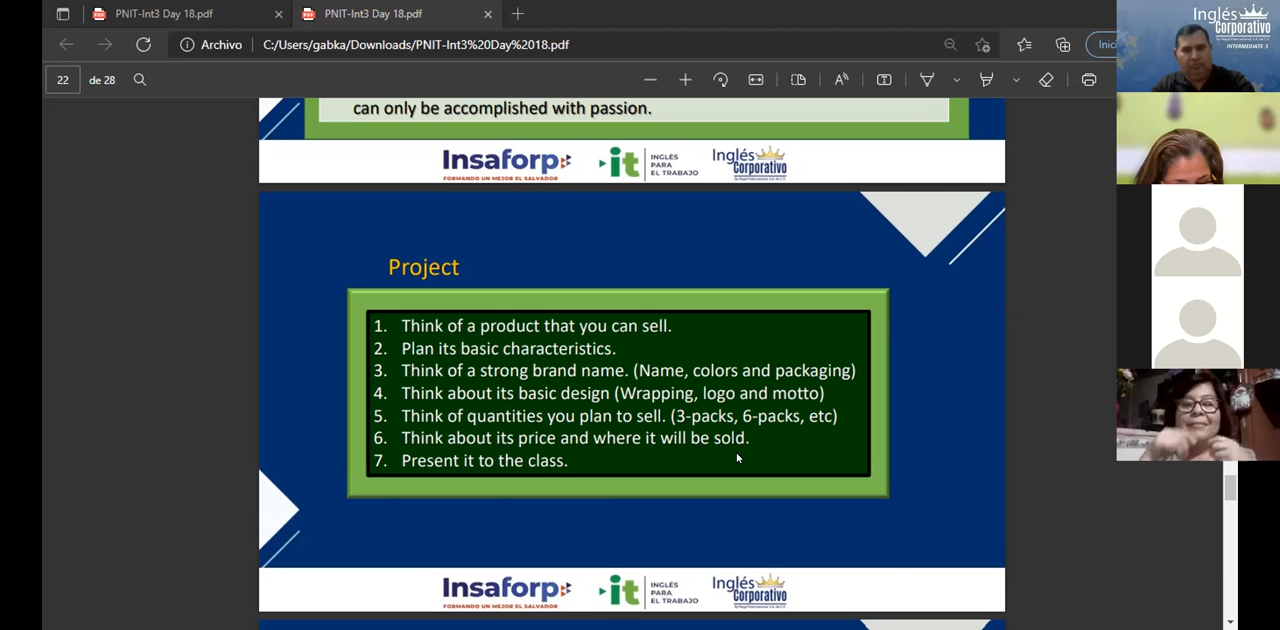 PNIT-Int3 Day 18.pdf
PNIT-Int3 Day 18.pdf
Archivo
C:/Users/gabka/Downloads/PNIT-Int3%20Day%2018.pdf
Inici
22
de 28
can only be accomplished with passion.
Insaforp
FORMANDO UN MEJOR EL SALVADOR
it
INGLÉS
PARA
EL TRABAJO
Inglés
Corporativo
Project
1. Think of a product that you can sell.
2. Plan its basic characteristics.
3. Think of a strong brand name. (Name, colors and packaging)
4. Think about its basic design (Wrapping, logo and motto)
5. Think of quantities you plan to sell. (3-packs, 6-packs, etc)
6. Think about its price and where it will be sold.
7. Present it to the class.
Insaforp
FORMANDO UN MEJOR EL SALVADOR
it
INGLÉS
PARA
EL TRABAJO
Inglés
Corporativo
Inglés
Corporativo
INTERMEDIATE 3